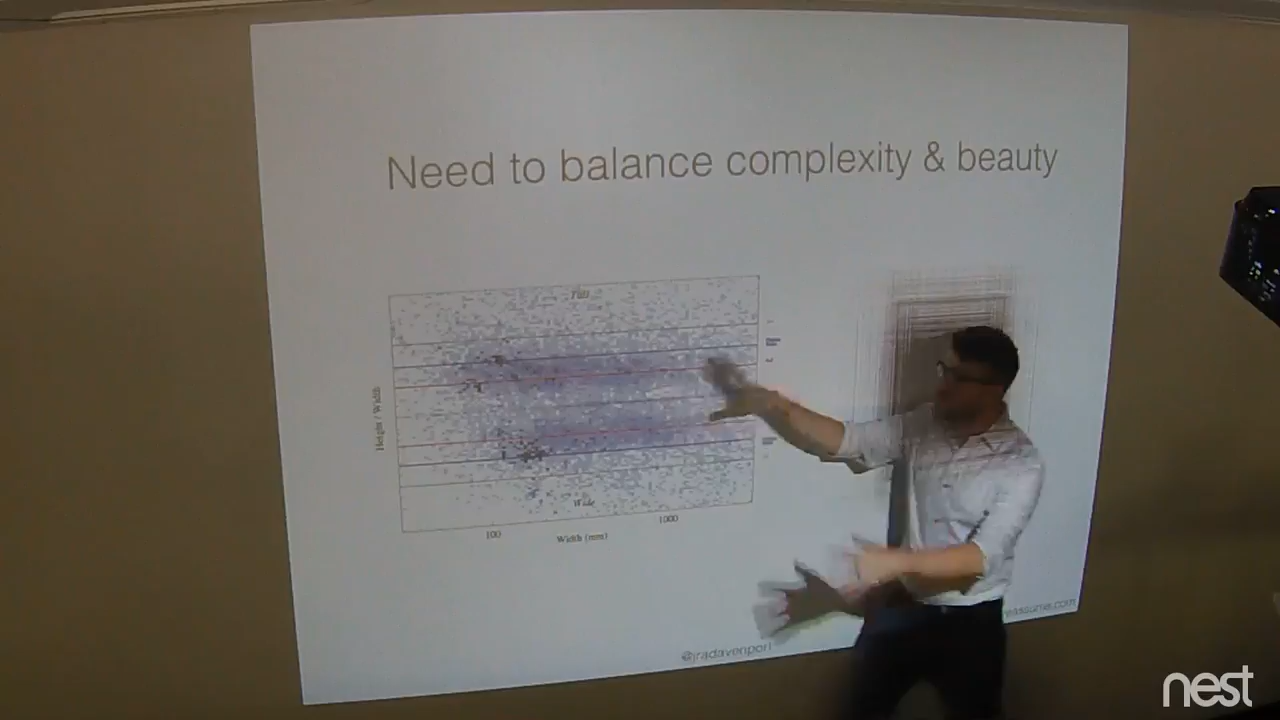 Need to balance complexity & beauty
Tall
Height / Width
Wide
100
1000
Width (mm)
@jradavenport
nest